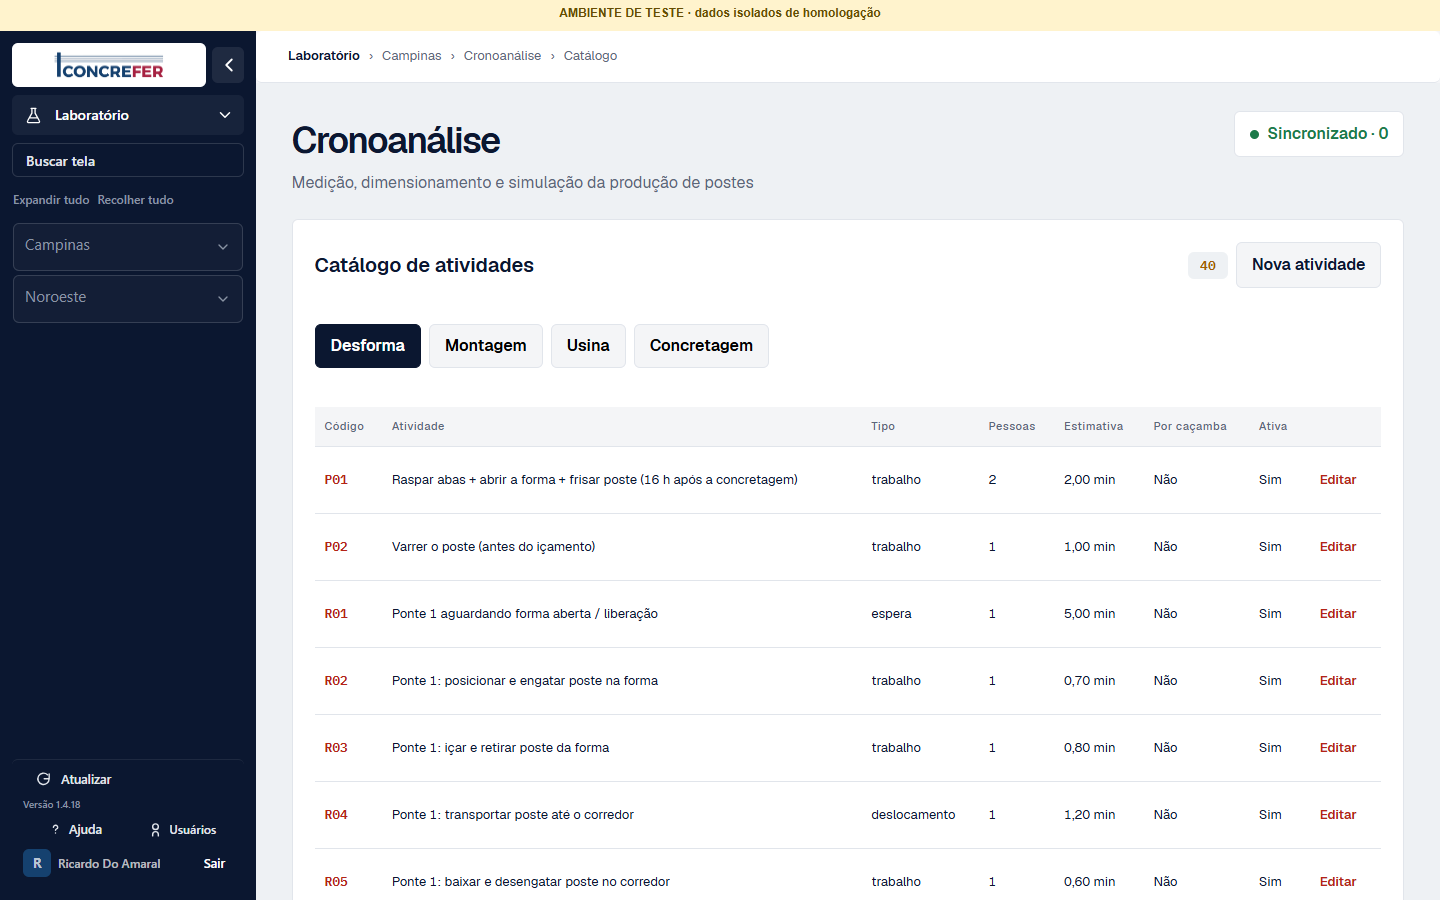 AMBIENTE DE TESTE · dados isolados de homologação
CONCREFER
Laboratório
Buscar tela
Expandir tudo Recolher tudo
Campinas
Noroeste
Atualizar
Versão 1.4.18
? Ajuda Usuários
R Ricardo Do Amaral Sair
Laboratório › Campinas › Cronoanálise › Catálogo
Cronoanálise
Sincronizado · 0
Medição, dimensionamento e simulação da produção de postes
Catálogo de atividades 40 Nova atividade
Desforma Montagem Usina Concretagem
Código Atividade Tipo Pessoas Estimativa Por caçamba Ativa
P01 Raspar abas + abrir a forma + frisar poste (16 h após a concretagem) trabalho 2 2,00 min Não Sim Editar
P02 Varrer o poste (antes do içamento) trabalho 1 1,00 min Não Sim Editar
R01 Ponte 1 aguardando forma aberta / liberação espera 1 5,00 min Não Sim Editar
R02 Ponte 1: posicionar e engatar poste na forma trabalho 1 0,70 min Não Sim Editar
R03 Ponte 1: içar e retirar poste da forma trabalho 1 0,80 min Não Sim Editar
R04 Ponte 1: transportar poste até o corredor deslocamento 1 1,20 min Não Sim Editar
R05 Ponte 1: baixar e desengatar poste no corredor trabalho 1 0,60 min Não Sim Editar